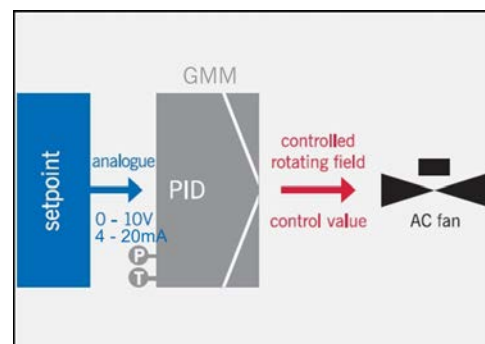 GMM
setpoint
analogue
0 - 10V
4 - 20mA
P
T
PID
controlled
rotating field
control value
AC fan